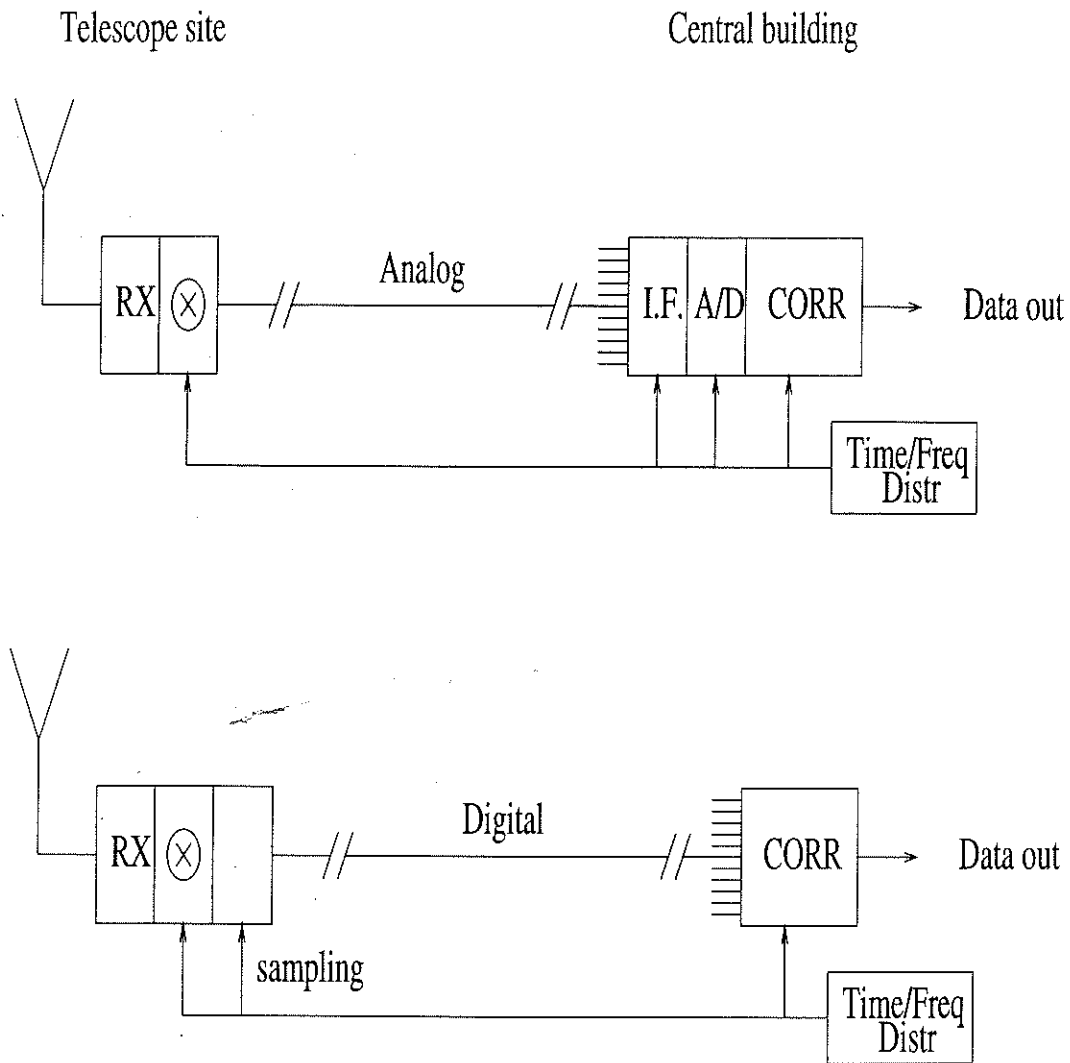 Telescope site Central building
Analog
RX I.F. A/D CORR Data out
Time/Freq
Distr
Digital
RX CORR Data out
sampling
Time/Freq
Distr